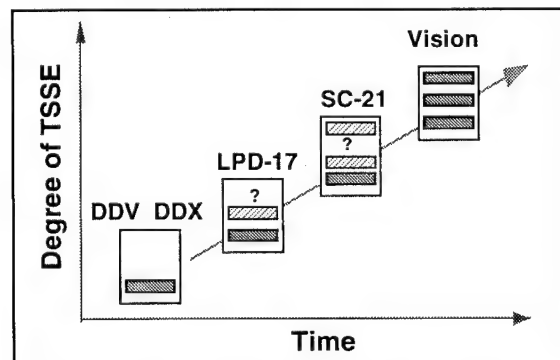 Vision
SC-21
?
LPD-17
?
DDV DDX
Degree of TSSE
Time